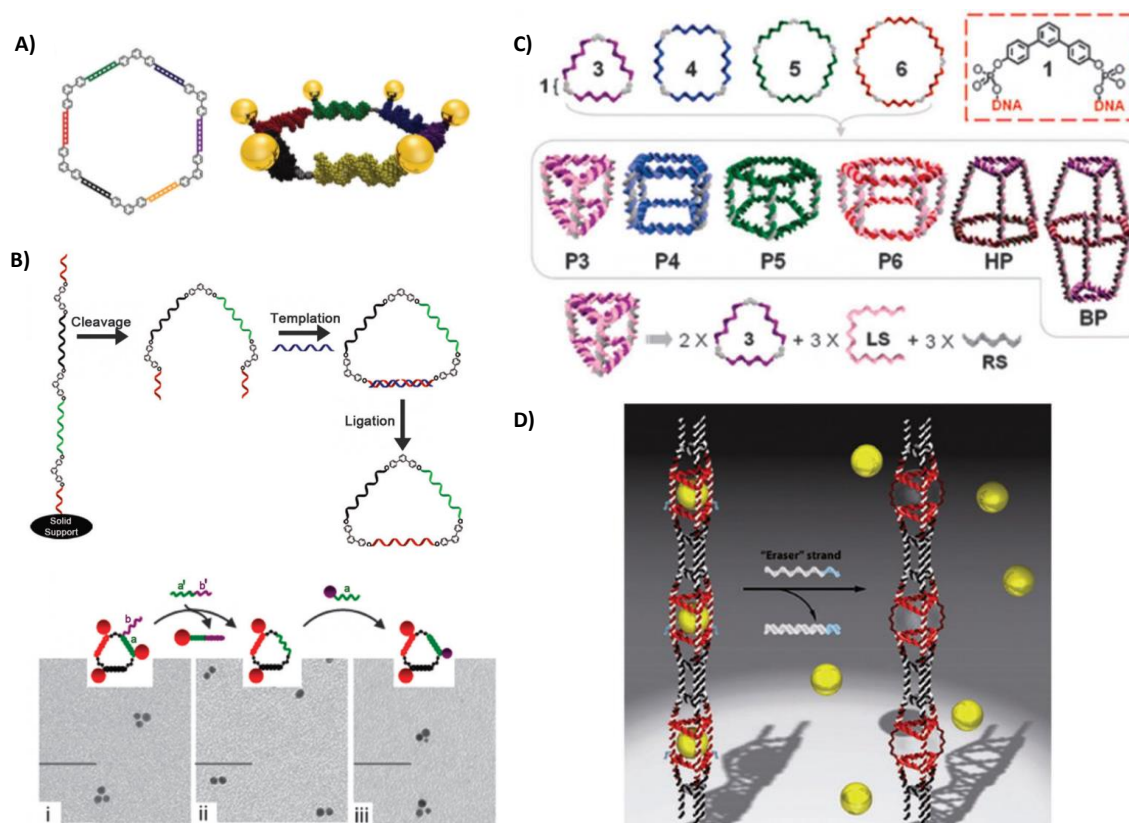 A)
B)
Cleavage
Templation
Ligation
Solid
Support
a' b'
b
a
a
i
ii
iii
C)
3
4
5
6
1
1
O
O
P
O
O
O
O
P
O
O
DNA
DNA
P3
P4
P5
P6
HP
BP
2 X
3
+ 3 X
LS
+ 3 X
RS
D)
"Eraser" strand